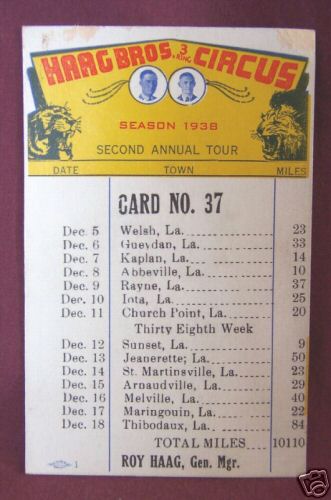 HAAG BROS. 3 RING CIRCUS
SEASON 1938
SECOND ANNUAL TOUR
DATE TOWN MILES
CARD NO. 37
Dec. 5 Welsh, La. 23
Dec. 6 Gueydan, La. 33
Dec. 7 Kaplan, La. 14
Dec. 8 Abbeville, La. 10
Dec. 9 Rayne, La. 37
Dec. 10 Iota, La. 25
Dec. 11 Church Point, La. 20
Thirty Eighth Week
Dec. 12 Sunset, La. 9
Dec. 13 Jeanerette; La. 50
Dec. 14 St. Martinsville, La. 23
Dec. 15 Arnaudville, La. 29
Dec. 16 Melville, La. 40
Dec. 17 Maringouin, La. 22
Dec. 18 Thibodaux, La. 84
TOTAL MILES 10110
1 ROY HAAG, Gen. Mgr.